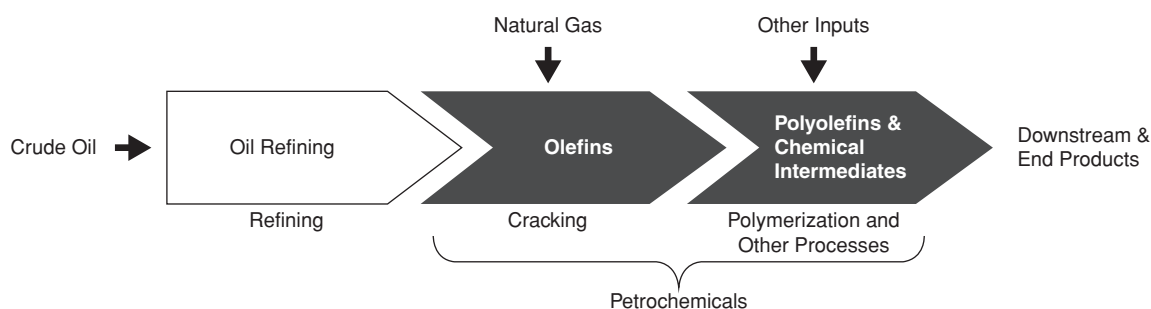 Natural Gas
Other Inputs
Crude Oil
Oil Refining
Olefins
Polyolefins &
Chemical
Intermediates
Downstream &
End Products
Refining
Cracking
Polymerization and
Other Processes
Petrochemicals